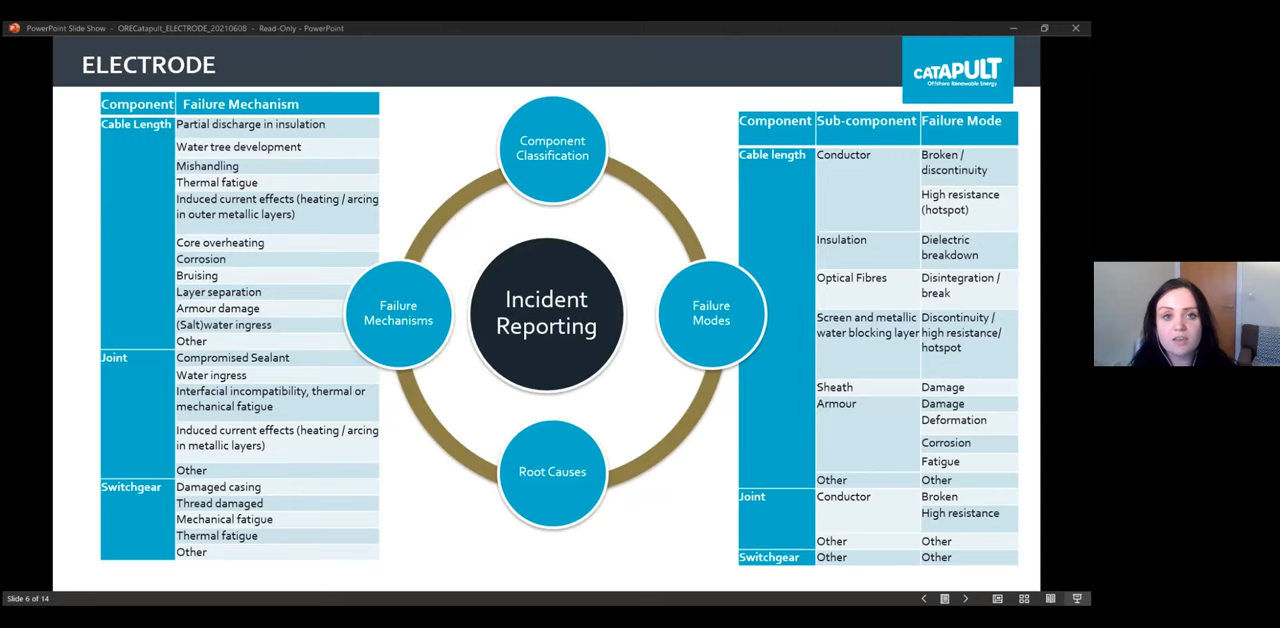 PowerPoint Slide Show - ORECatapult_ELECTRODE_20210608 - Read-Only - PowerPoint
ELECTRODE
CATAPULT
Offshore Renewable Energy
Component Failure Mechanism
Cable Length Partial discharge in insulation
Water tree development
Mishandling
Thermal fatigue
Induced current effects (heating / arcing
in outer metallic layers)
Core overheating
Corrosion
Bruising
Layer separation
Armour damage
(Salt)water ingress
Other
Joint Compromised Sealant
Water ingress
Interfacial incompatibility, thermal or
mechanical fatigue
Induced current effects (heating / arcing
in metallic layers)
Other
Switchgear Damaged casing
Thread damaged
Mechanical fatigue
Thermal fatigue
Other
Component
Classification
Failure
Mechanisms
Incident
Reporting
Failure
Modes
Root Causes
Component Sub-component Failure Mode
Cable length Conductor Broken /
discontinuity
High resistance
(hotspot)
Insulation Dielectric
breakdown
Optical Fibres Disintegration /
break
Screen and metallic Discontinuity /
water blocking layer high resistance/
hotspot
Sheath Damage
Armour Damage
Deformation
Corrosion
Fatigue
Other Other
Joint Conductor Broken
High resistance
Other Other
Switchgear Other Other
Slide 6 of 14